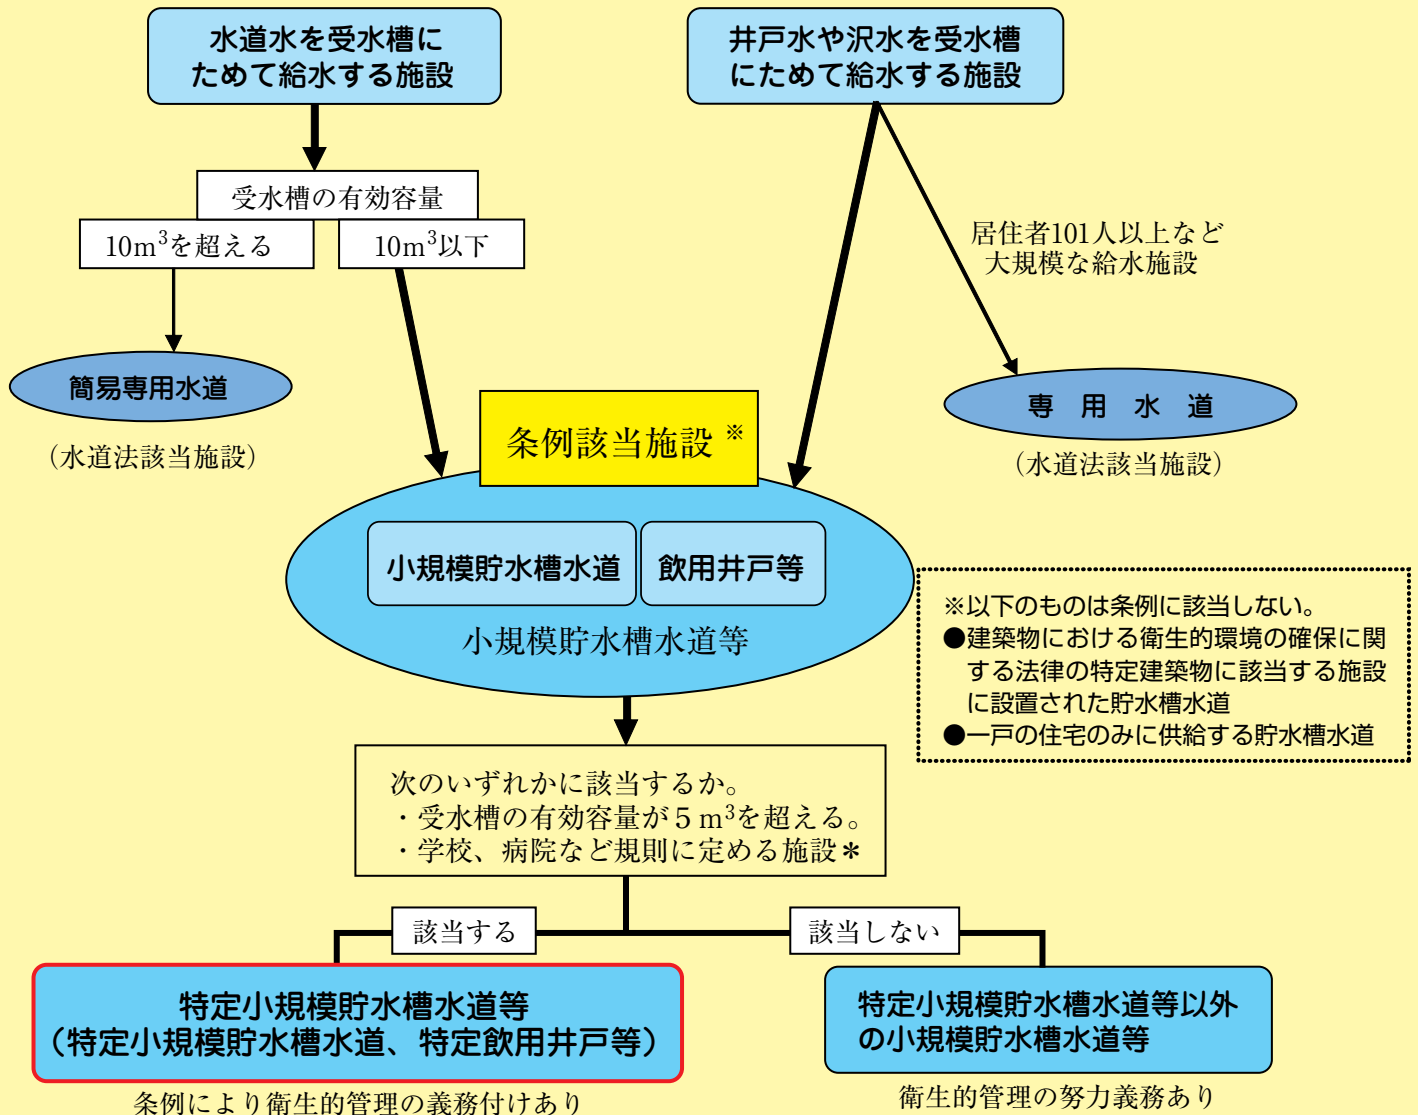 水道水を受水槽に
ためて給水する施設
井戸水や沢水を受水槽
にためて給水する施設
受水槽の有効容量
10m³を超える
10m³以下
居住者101人以上など
大規模な給水施設
簡易専用水道
（水道法該当施設）
専　用　水　道
（水道法該当施設）
条例該当施設※
小規模貯水槽水道
飲用井戸等
小規模貯水槽水道等
※以下のものは条例に該当しない。
●建築物における衛生的環境の確保に関
する法律の特定建築物に該当する施設
に設置された貯水槽水道
●一戸の住宅のみに供給する貯水槽水道
次のいずれかに該当するか。
・受水槽の有効容量が５m³を超える。
・学校、病院など規則に定める施設＊
該当する
該当しない
特定小規模貯水槽水道等
（特定小規模貯水槽水道、特定飲用井戸等）
条例により衛生的管理の義務付けあり
特定小規模貯水槽水道等以外
の小規模貯水槽水道等
衛生的管理の努力義務あり